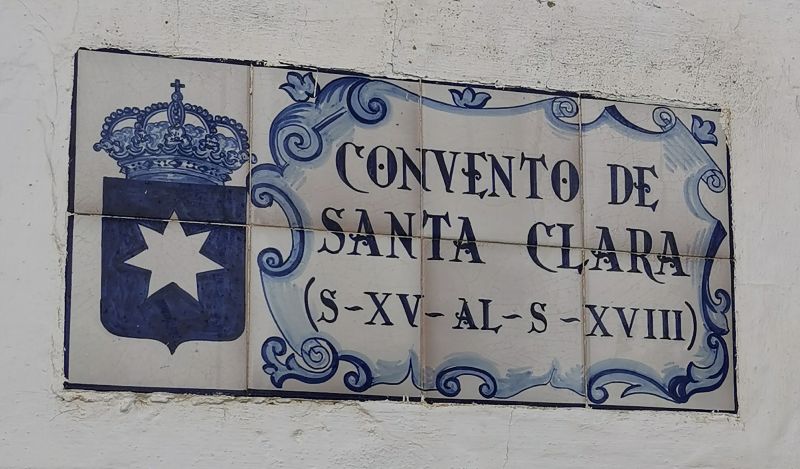 CONVENTO DE
SANTA CLARA
(S-XV-AL-S-XVIII)